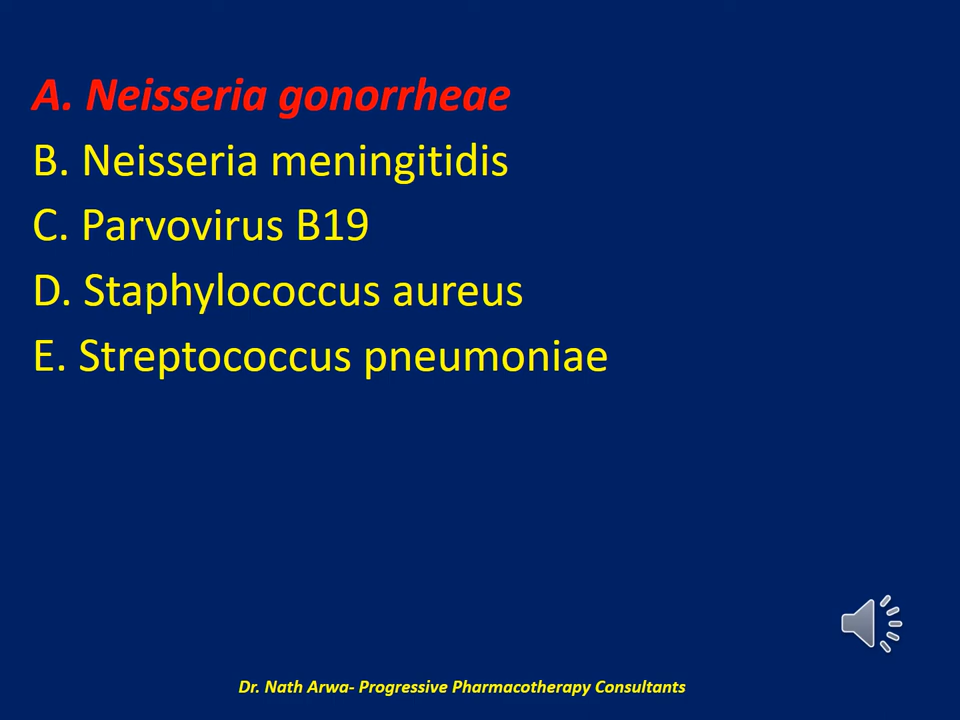 A. Neisseria gonorrheae
B. Neisseria meningitidis
C. Parvovirus B19
D. Staphylococcus aureus
E. Streptococcus pneumoniae
Dr. Nath Arwa- Progressive Pharmacotherapy Consultants